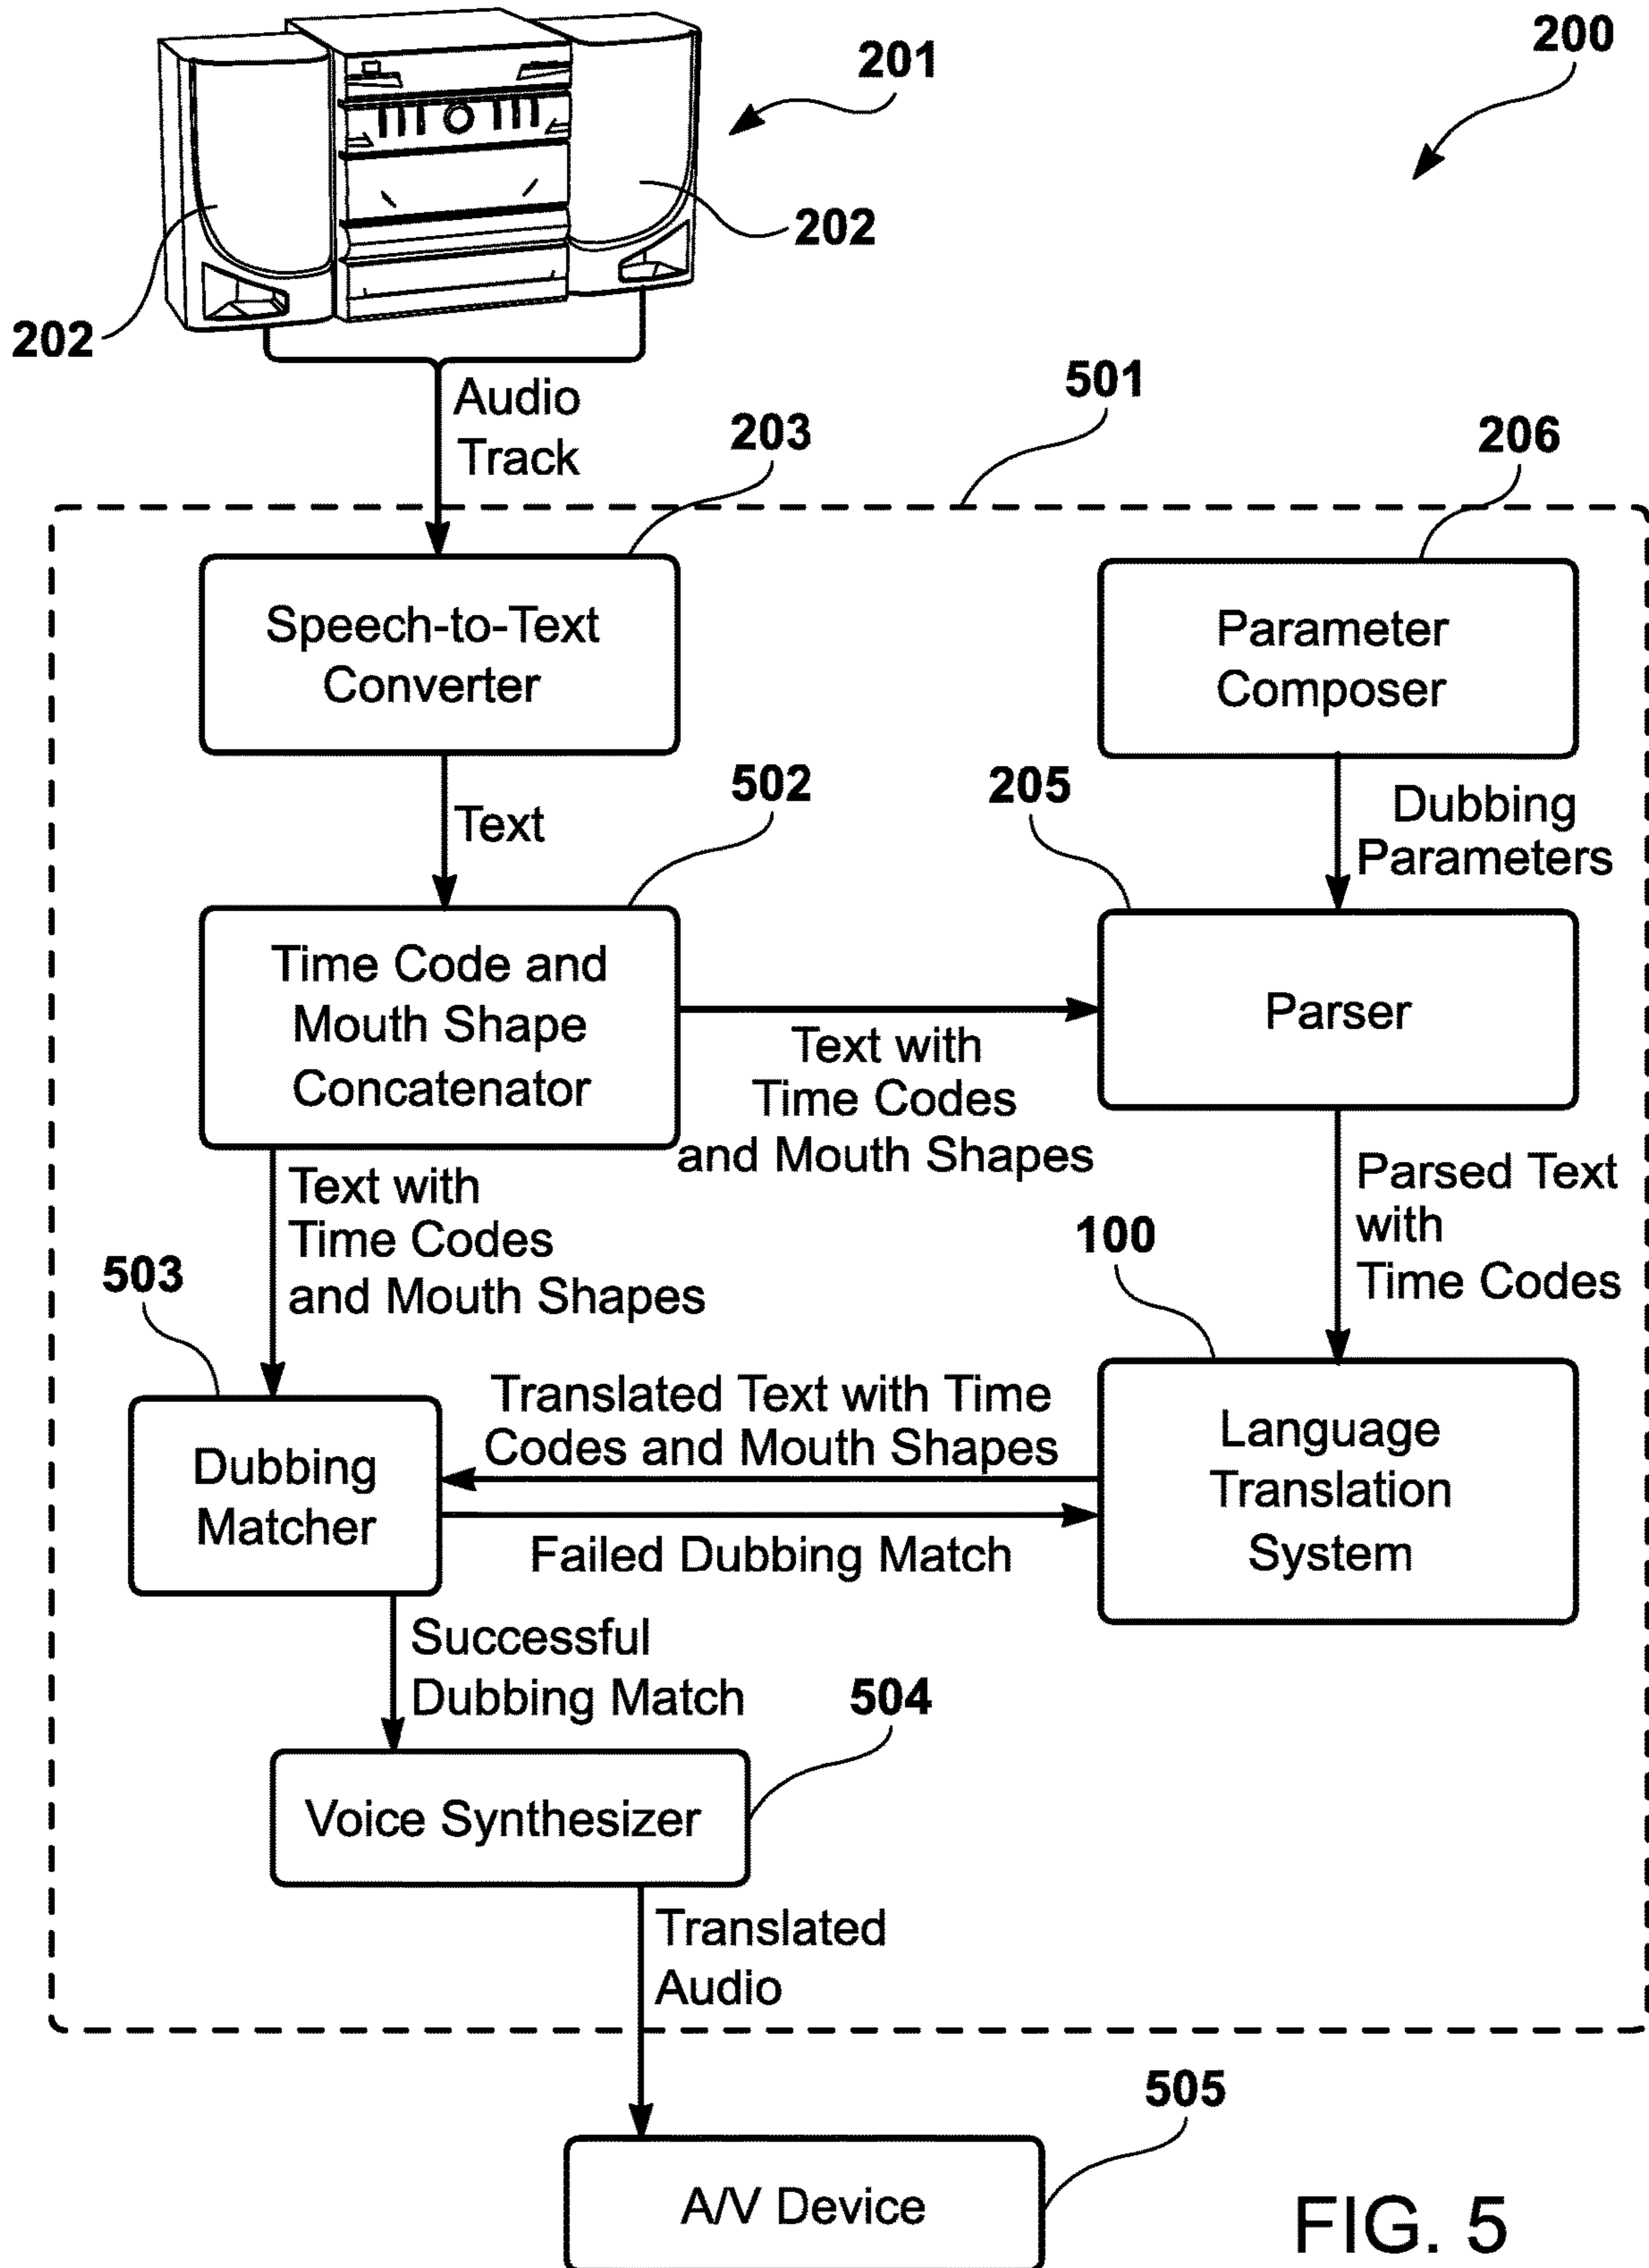 200
201
202
202
Audio
Track
501
203
206
Speech-to-Text
Converter
Parameter
Composer
Text
502
205
Dubbing
Parameters
Time Code and
Mouth Shape
Concatenator
Parser
Text with
Time Codes
and Mouth Shapes
Text with
Time Codes
and Mouth Shapes
Parsed Text
with
Time Codes
503
100
Translated Text with Time
Codes and Mouth Shapes
Dubbing
Matcher
Language
Translation
System
Failed Dubbing Match
Successful
Dubbing Match
504
Voice Synthesizer
Translated
Audio
505
A/V Device
FIG. 5